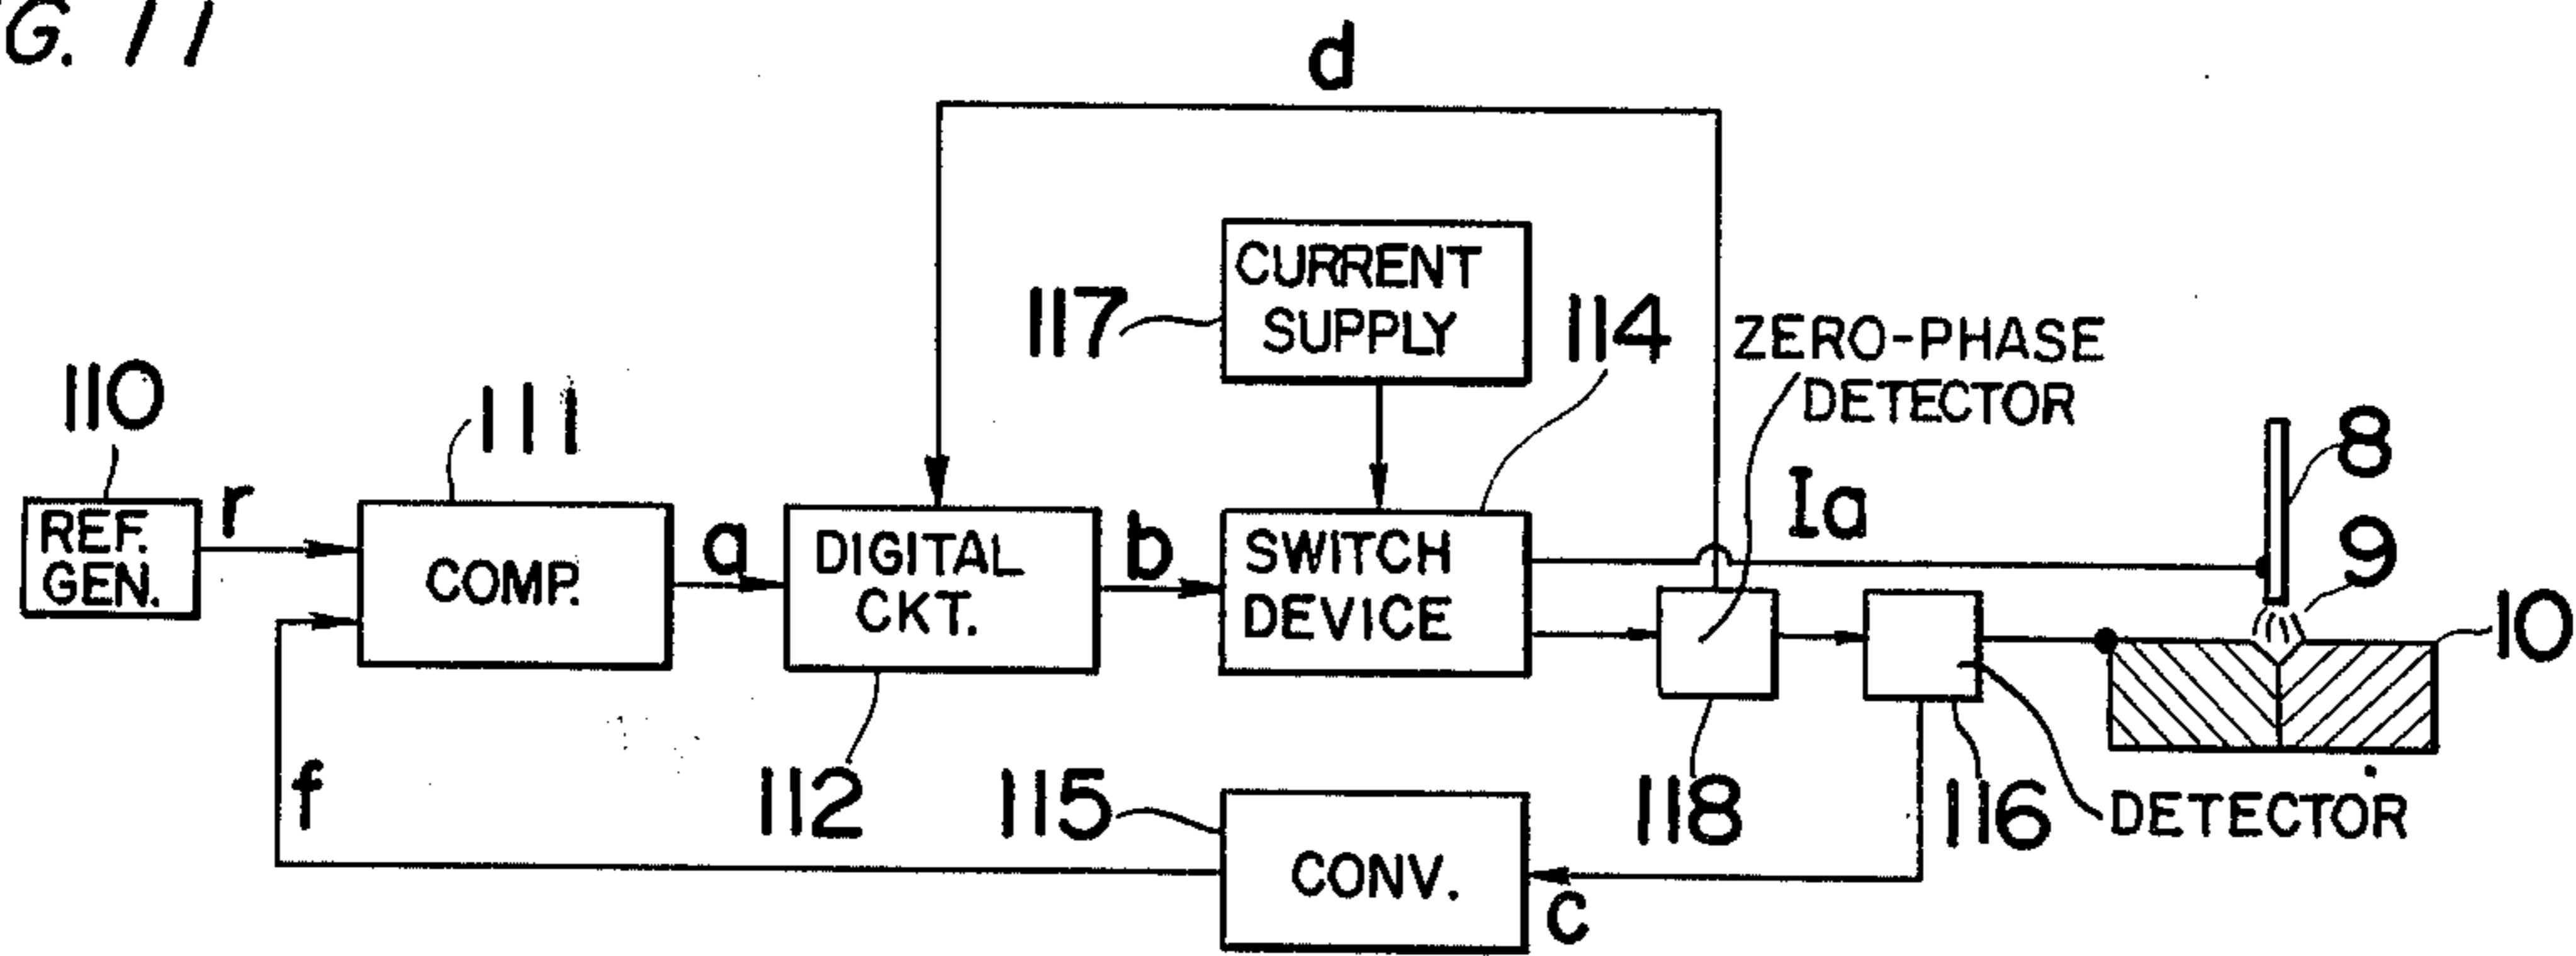 G. 11
d
CURRENT
SUPPLY
117
114
ZERO-PHASE
DETECTOR
110
111
8
REF.
GEN.
r
COMP.
a
DIGITAL
CKT.
b
SWITCH
DEVICE
Ia
9
10
f
112
115
CONV.
c
118
116
DETECTOR